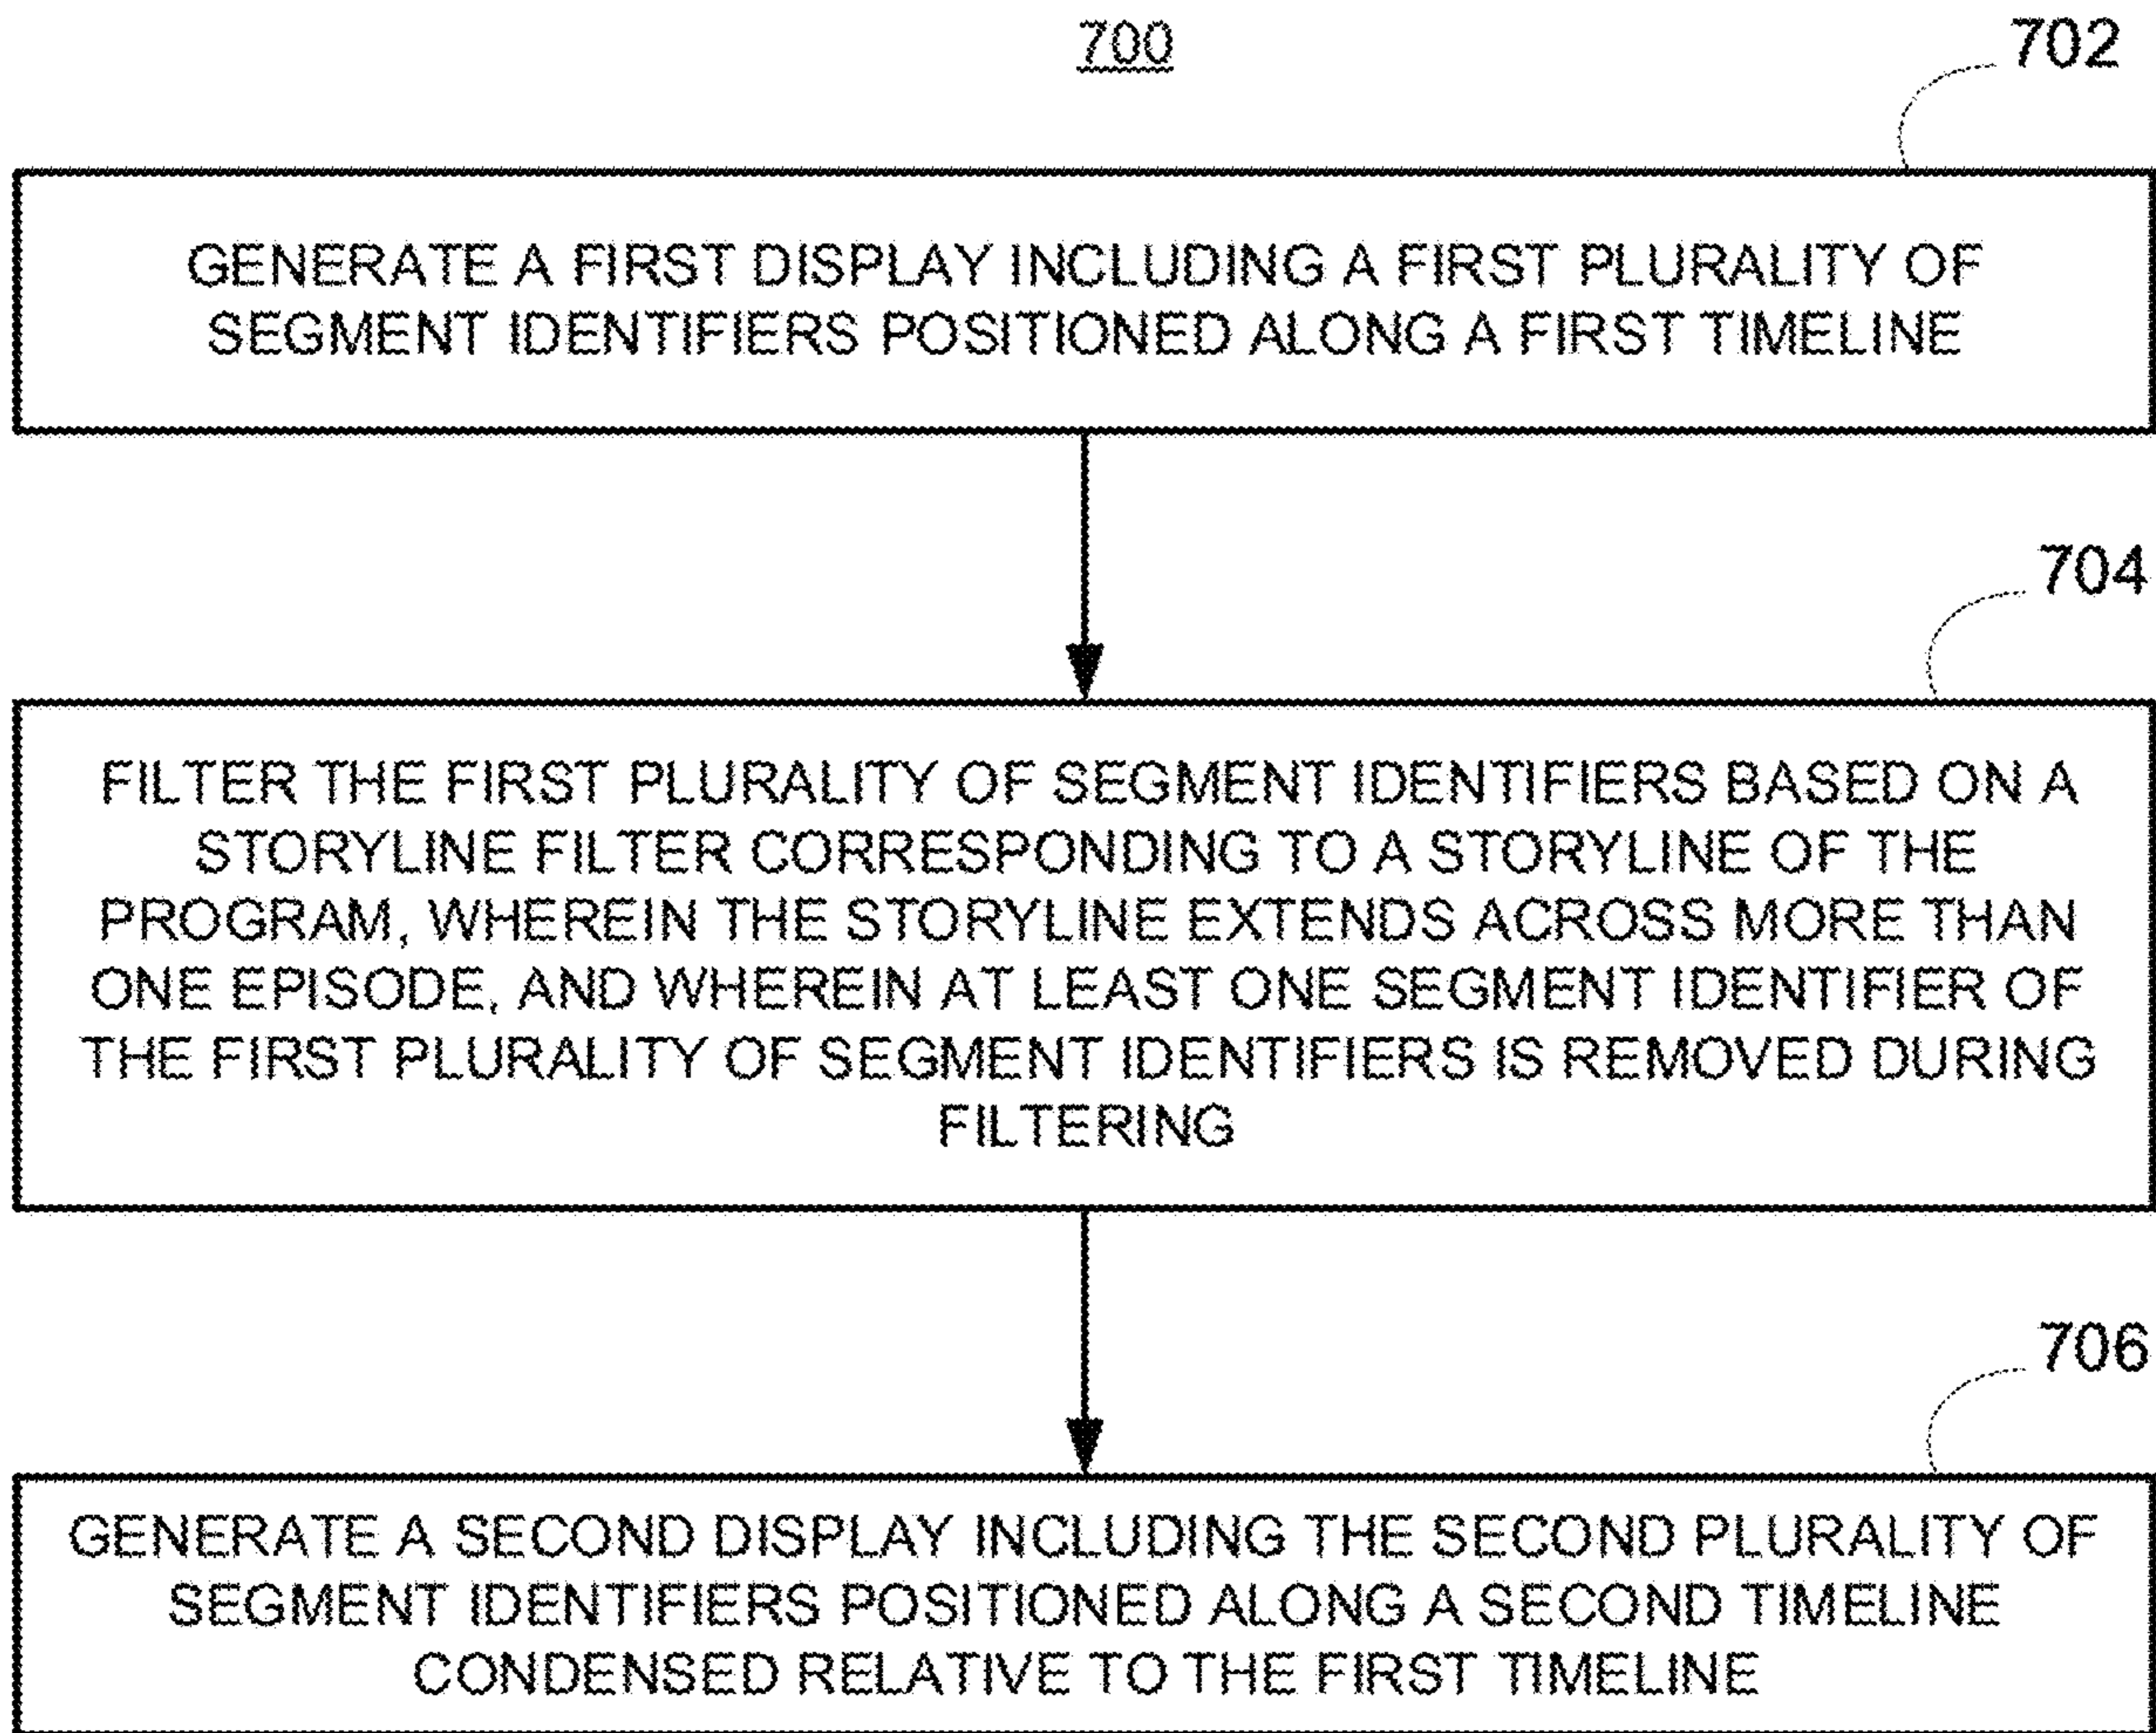 700
702
GENERATE A FIRST DISPLAY INCLUDING A FIRST PLURALITY OF
SEGMENT IDENTIFIERS POSITIONED ALONG A FIRST TIMELINE
704
FILTER THE FIRST PLURALITY OF SEGMENT IDENTIFIERS BASED ON A
STORYLINE FILTER CORRESPONDING TO A STORYLINE OF THE
PROGRAM, WHEREIN THE STORYLINE EXTENDS ACROSS MORE THAN
ONE EPISODE, AND WHEREIN AT LEAST ONE SEGMENT IDENTIFIER OF
THE FIRST PLURALITY OF SEGMENT IDENTIFIERS IS REMOVED DURING
FILTERING
706
GENERATE A SECOND DISPLAY INCLUDING THE SECOND PLURALITY OF
SEGMENT IDENTIFIERS POSITIONED ALONG A SECOND TIMELINE
CONDENSED RELATIVE TO THE FIRST TIMELINE